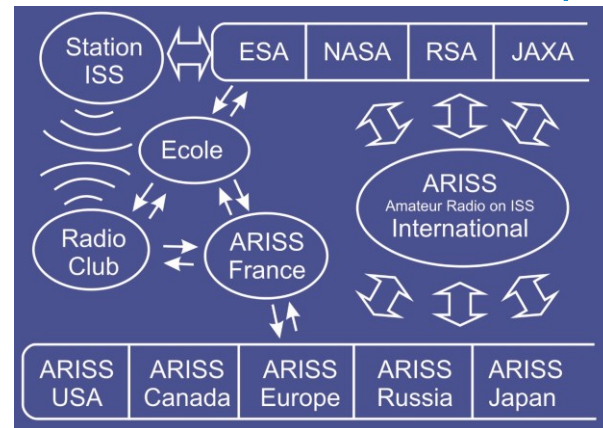 Station
ISS
ESA NASA RSA JAXA
Ecole
ARISS
Amateur Radio on ISS
International
Radio
Club
ARISS
France
ARISS
USA
ARISS
Canada
ARISS
Europe
ARISS
Russia
ARISS
Japan